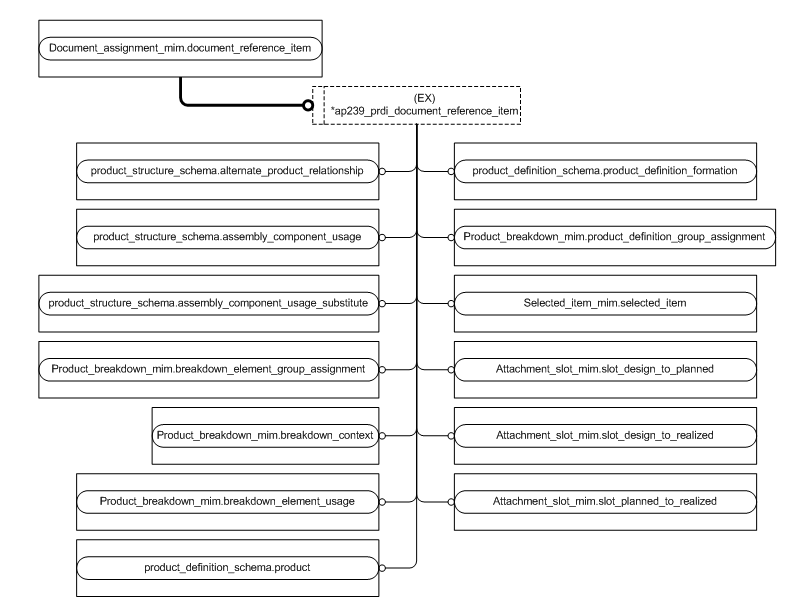 Document_assignment_mim.document_reference_item
(EX)
*ap239_prdi_document_reference_item
product_structure_schema.alternate_product_relationship
product_definition_schema.product_definition_formation
product_structure_schema.assembly_component_usage
Product_breakdown_mim.product_definition_group_assignment
product_structure_schema.assembly_component_usage_substitute
Selected_item_mim.selected_item
Product_breakdown_mim.breakdown_element_group_assignment
Attachment_slot_mim.slot_design_to_planned
Product_breakdown_mim.breakdown_context
Attachment_slot_mim.slot_design_to_realized
Product_breakdown_mim.breakdown_element_usage
Attachment_slot_mim.slot_planned_to_realized
product_definition_schema.product